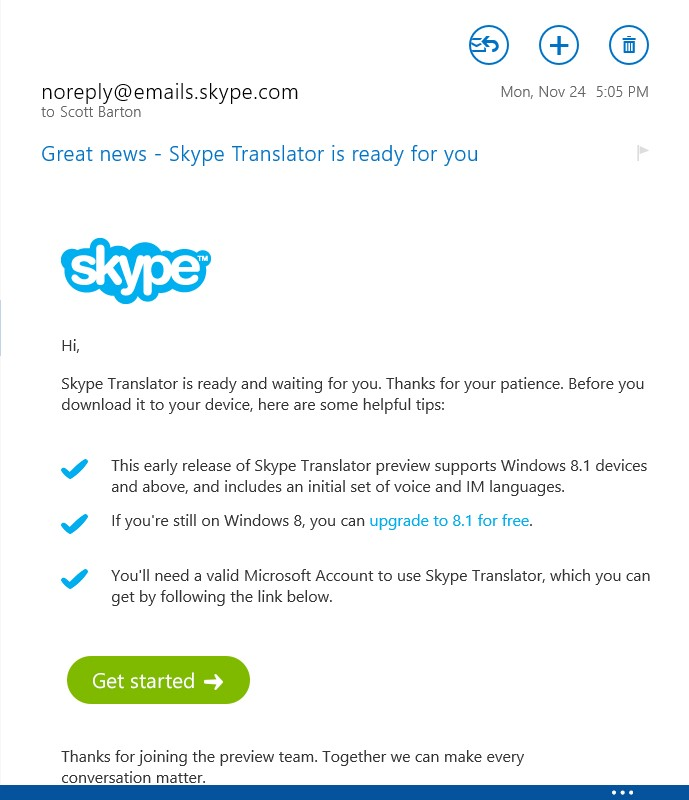 noreply@emails.skype.com
Mon, Nov 24 5:05 PM
to Scott Barton
Great news - Skype Translator is ready for you
skype™
Hi,
Skype Translator is ready and waiting for you. Thanks for your patience. Before you
download it to your device, here are some helpful tips:
This early release of Skype Translator preview supports Windows 8.1 devices
and above, and includes an initial set of voice and IM languages.
If you're still on Windows 8, you can upgrade to 8.1 for free.
You'll need a valid Microsoft Account to use Skype Translator, which you can
get by following the link below.
Get started
Thanks for joining the preview team. Together we can make every
conversation matter.